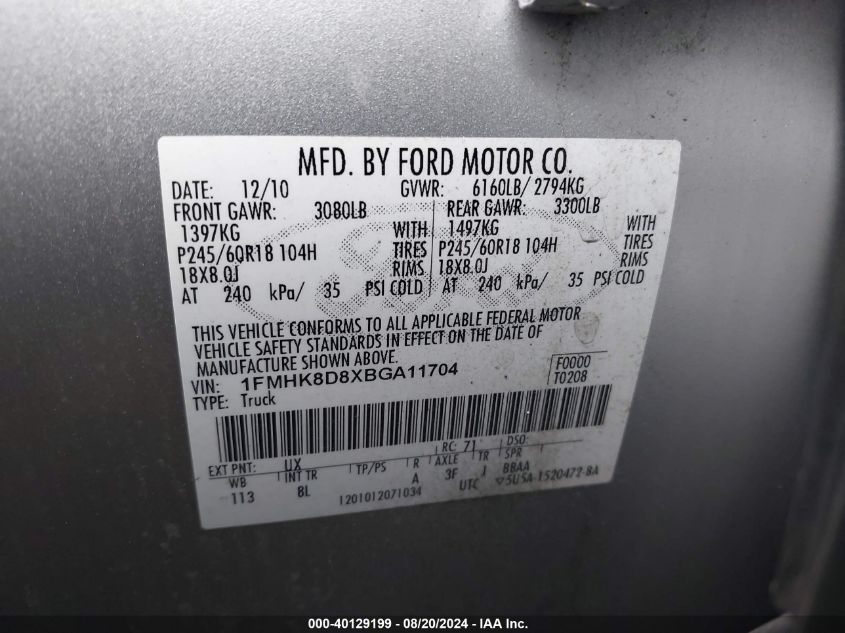 MFD. BY FORD MOTOR CO.
DATE: 12/10 GVWR: 6160LB/ 2794KG
FRONT GAWR: 3080LB REAR GAWR: 3300LB
1397KG WITH 1497KG WITH
P245/60R18 104H TIRES P245/60R18 104H TIRES
18X8.0J RIMS 18X8.0J RIMS
AT 240 kPa/ 35 PSI COLD AT 240 kPa/ 35 PSI COLD
THIS VEHICLE CONFORMS TO ALL APPLICABLE FEDERAL MOTOR
VEHICLE SAFETY STANDARDS IN EFFECT ON THE DATE OF
MANUFACTURE SHOWN ABOVE.
VIN: 1FMHK8D8XBGA11704 F0000
TYPE: Truck T0208
EXT PNT: UX RC: 71 DSO:
WB INT TR TP/PS R AXLE TR SPR
113 8L A 3F J BBAA
1201012071034 UTC ▽5U5A-1520472-BA
000-40129199 - 08/20/2024 - IAA Inc.